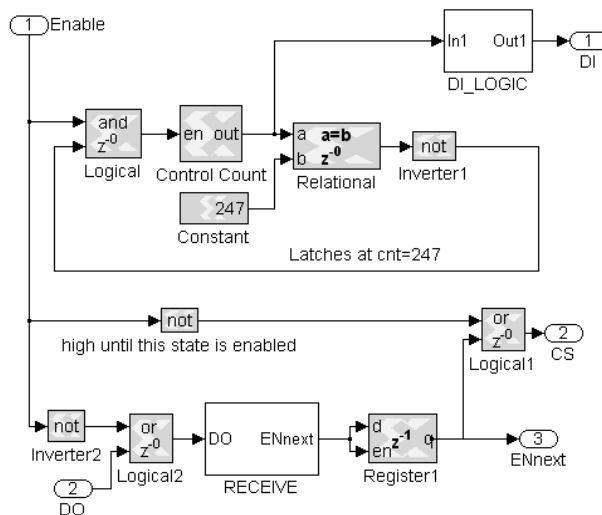 1
Enable
In1 Out1
1
DI
DI_LOGIC
and
z-0
Logical
en out
Control Count
a a=b
b z-0
Relational
not
Inverter1
247
Constant
Latches at cnt=247
not
high until this state is enabled
or
z-0
Logical1
2
CS
not
Inverter2
or
z-0
Logical2
DO ENnext
RECEIVE
d
en z-1 q
Register1
3
ENnext
2
DO